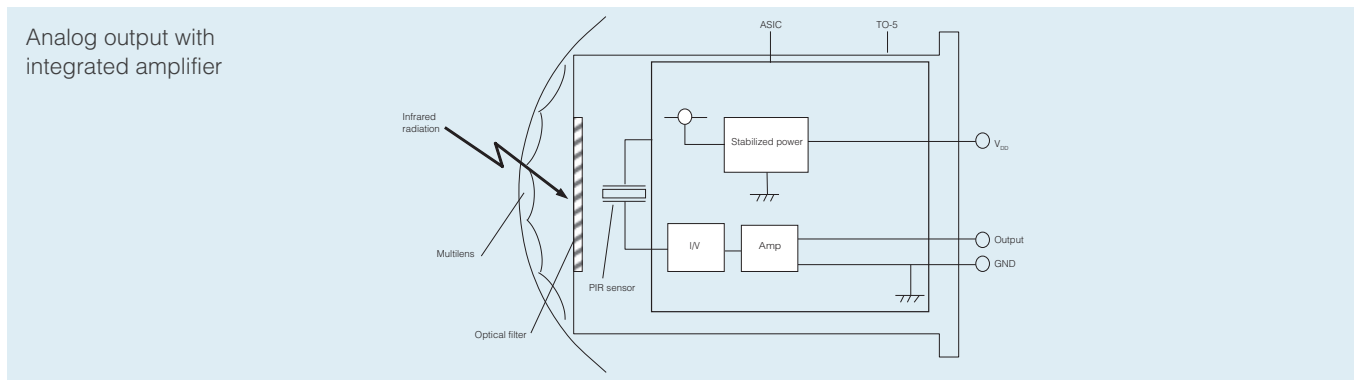 Analog output with
integrated amplifier
ASIC
TO-5
Infrared
radiation
Stabilized power
V_DD
Output
I/V
Amp
GND
Multilens
PIR sensor
Optical filter